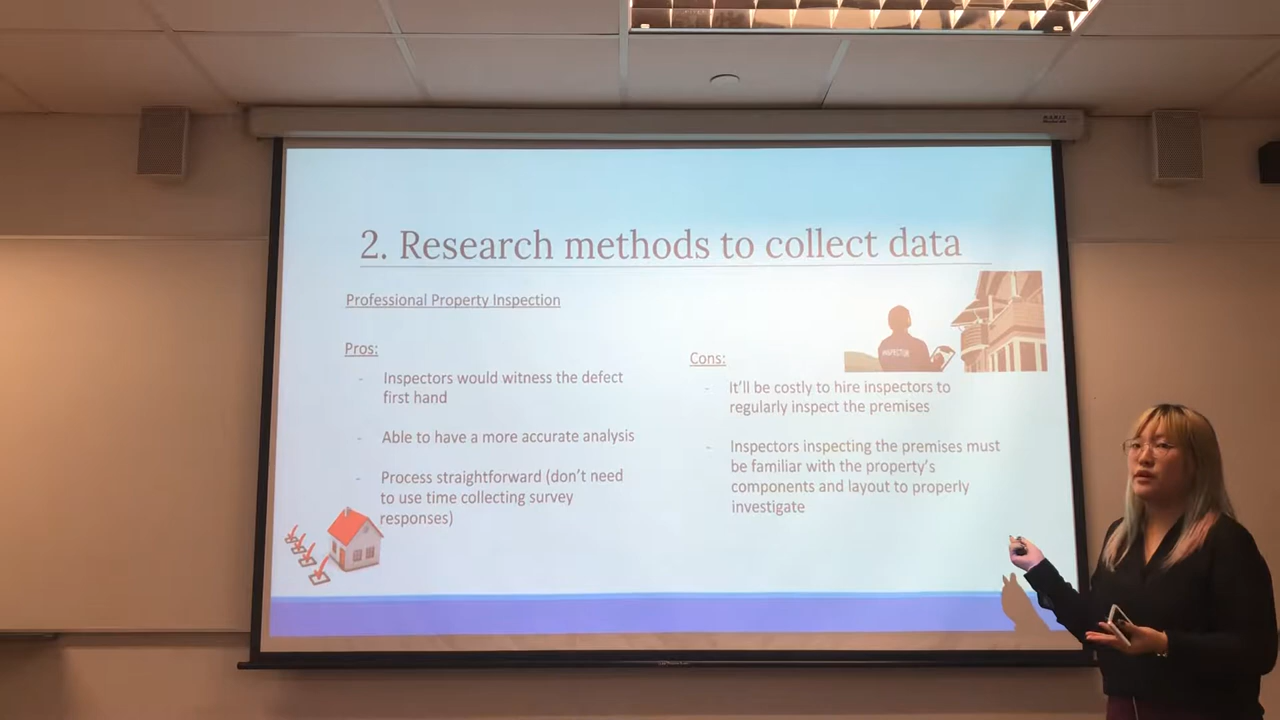 2. Research methods to collect data
Professional Property Inspection
Pros:
- Inspectors would witness the defect
first hand
- Able to have a more accurate analysis
- Process straightforward (don't need
to use time collecting survey
responses)
Cons:
- It'll be costly to hire inspectors to
regularly inspect the premises
- Inspectors inspecting the premises must
be familiar with the property's
components and layout to properly
investigate
INSPECTOR